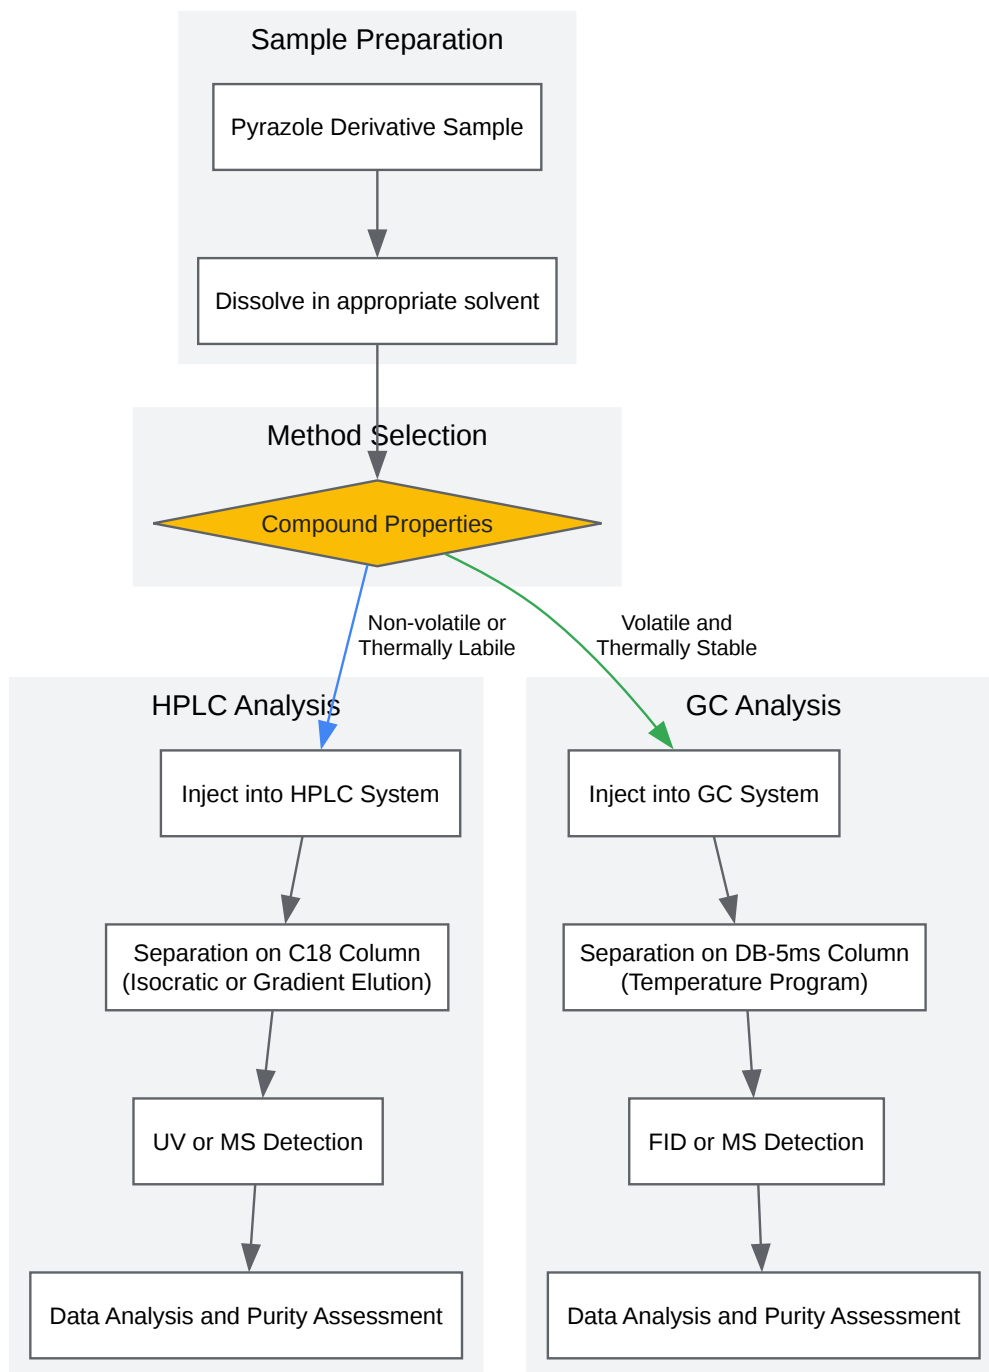 Sample Preparation
Pyrazole Derivative Sample
Dissolve in appropriate solvent
Method Selection
Compound Properties
Non-volatile or
Thermally Labile
Volatile and
Thermally Stable
HPLC Analysis
Inject into HPLC System
Separation on C18 Column
(Isocratic or Gradient Elution)
UV or MS Detection
Data Analysis and Purity Assessment
GC Analysis
Inject into GC System
Separation on DB-5ms Column
(Temperature Program)
FID or MS Detection
Data Analysis and Purity Assessment